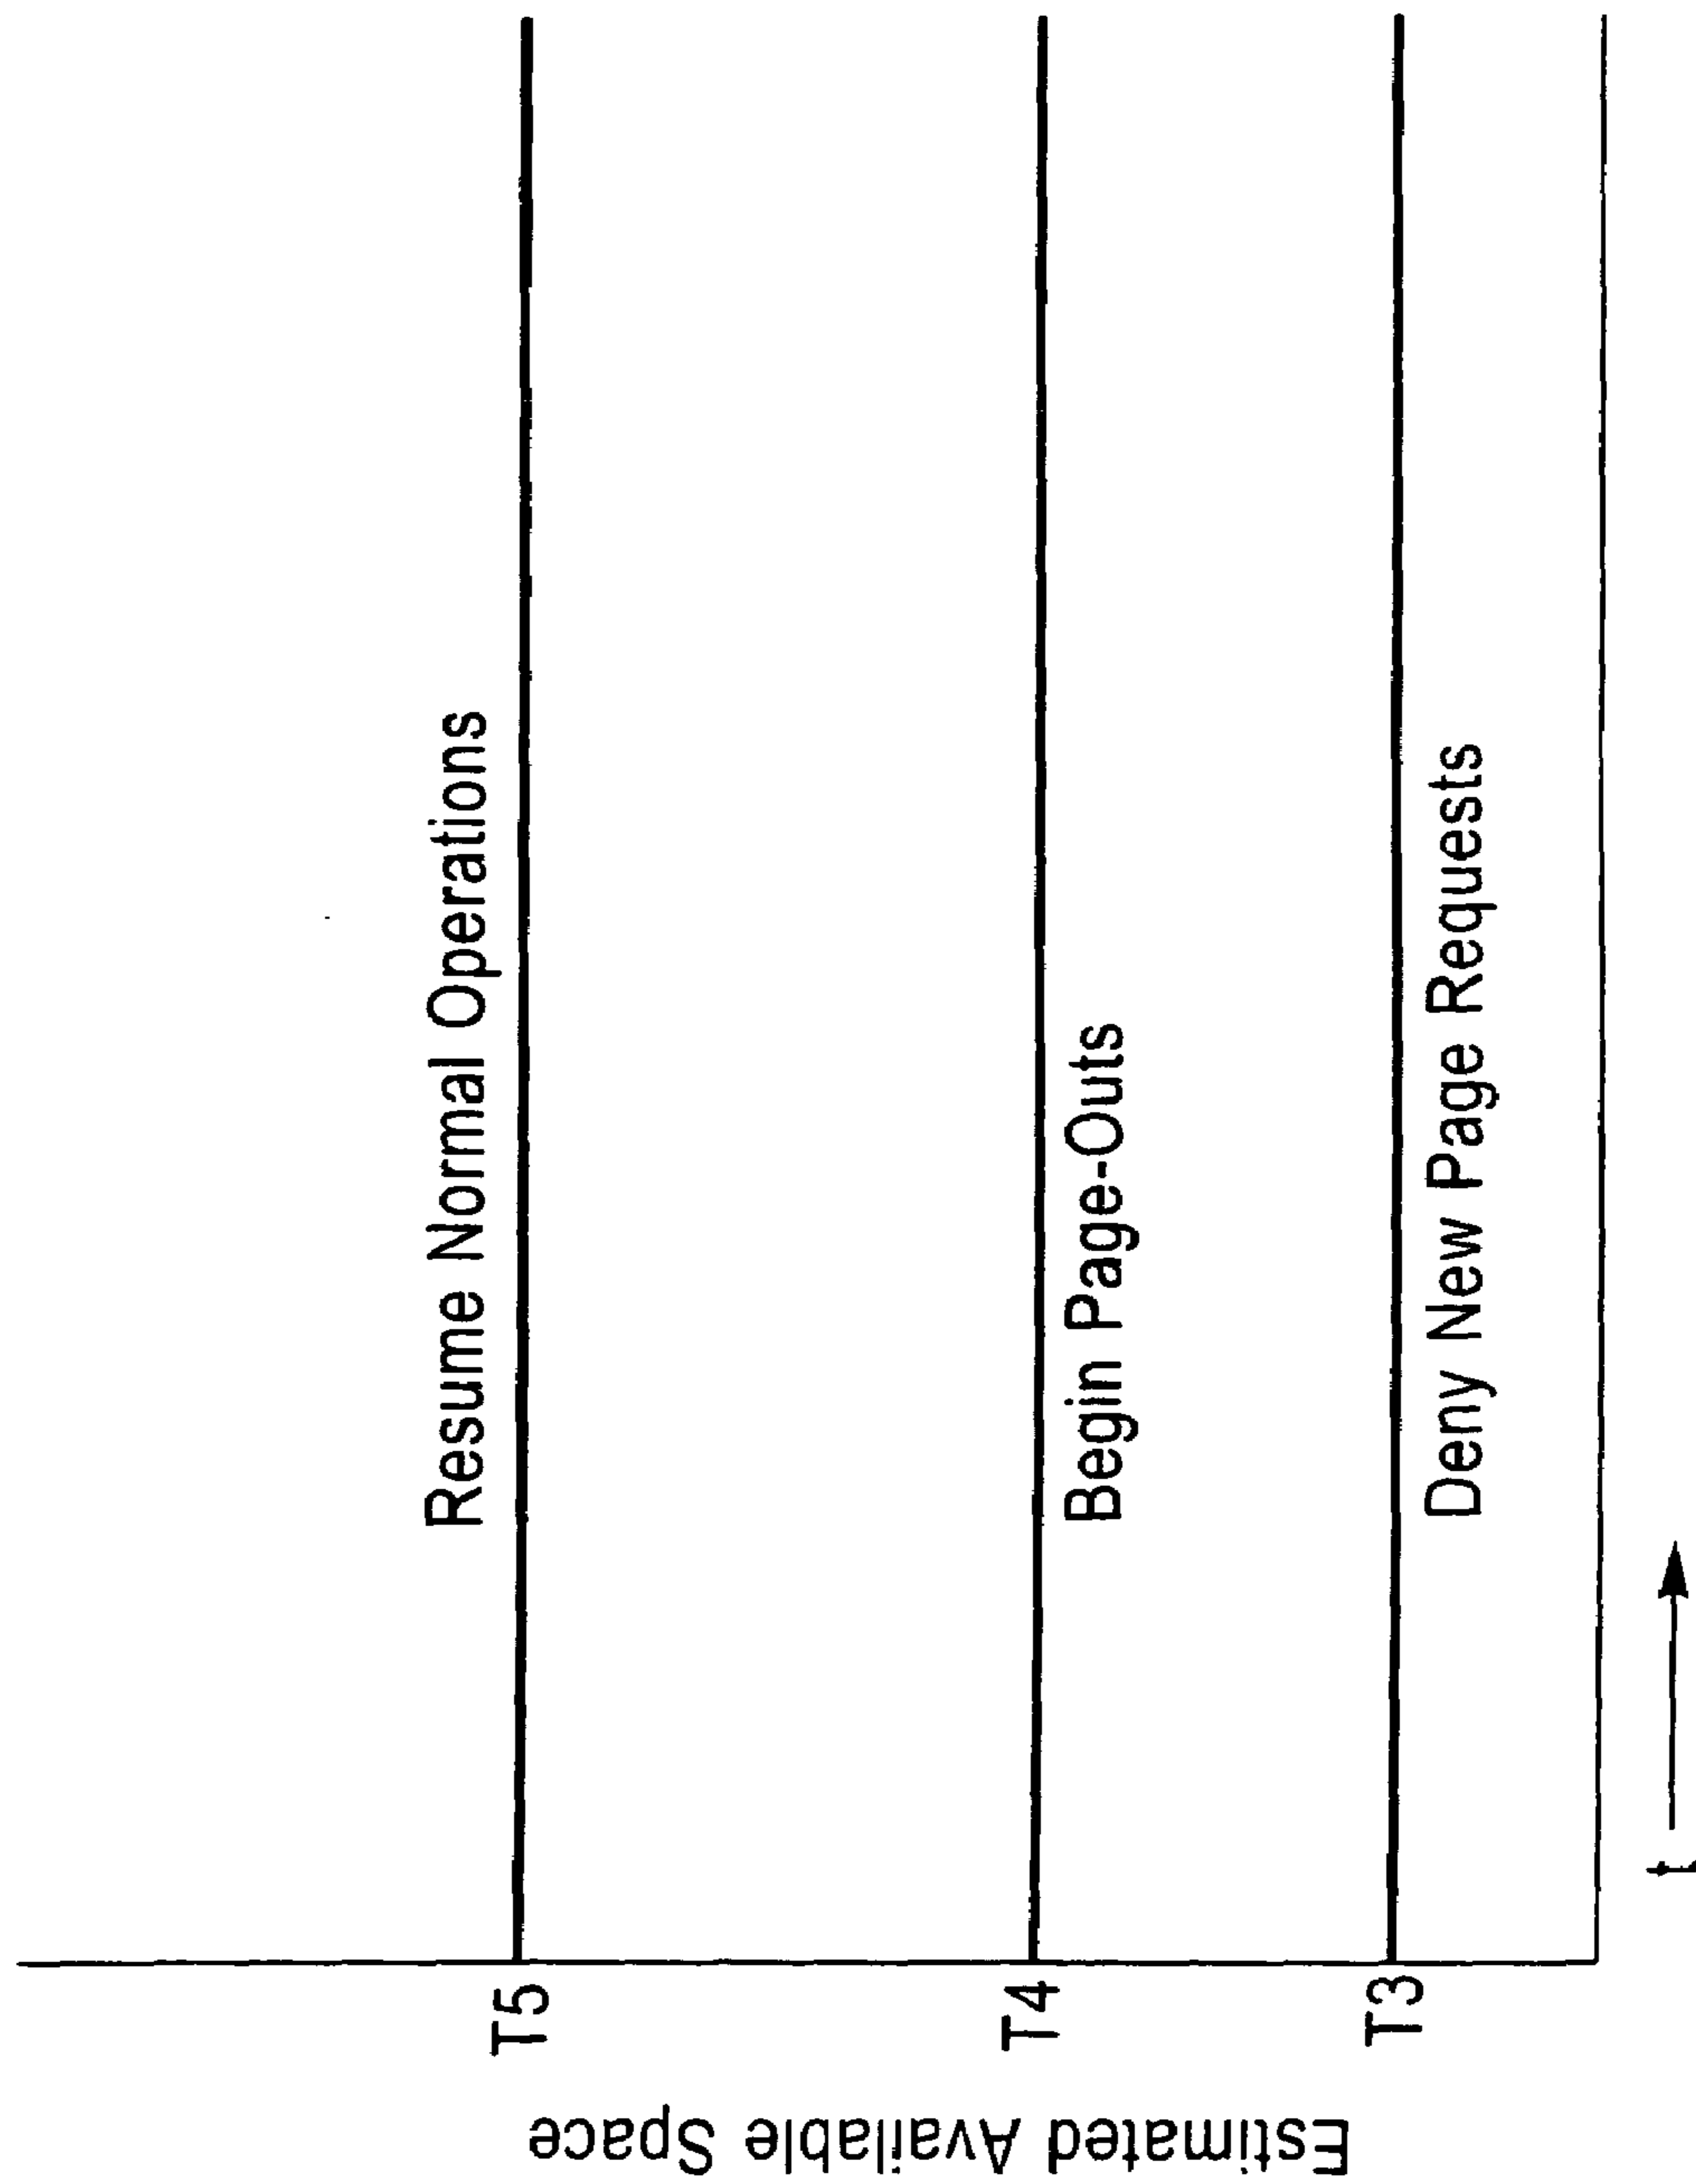 Estimated Available Space
T5
Resume Normal Operations
T4
Begin Page-Outs
T3
Deny New Page Requests
t